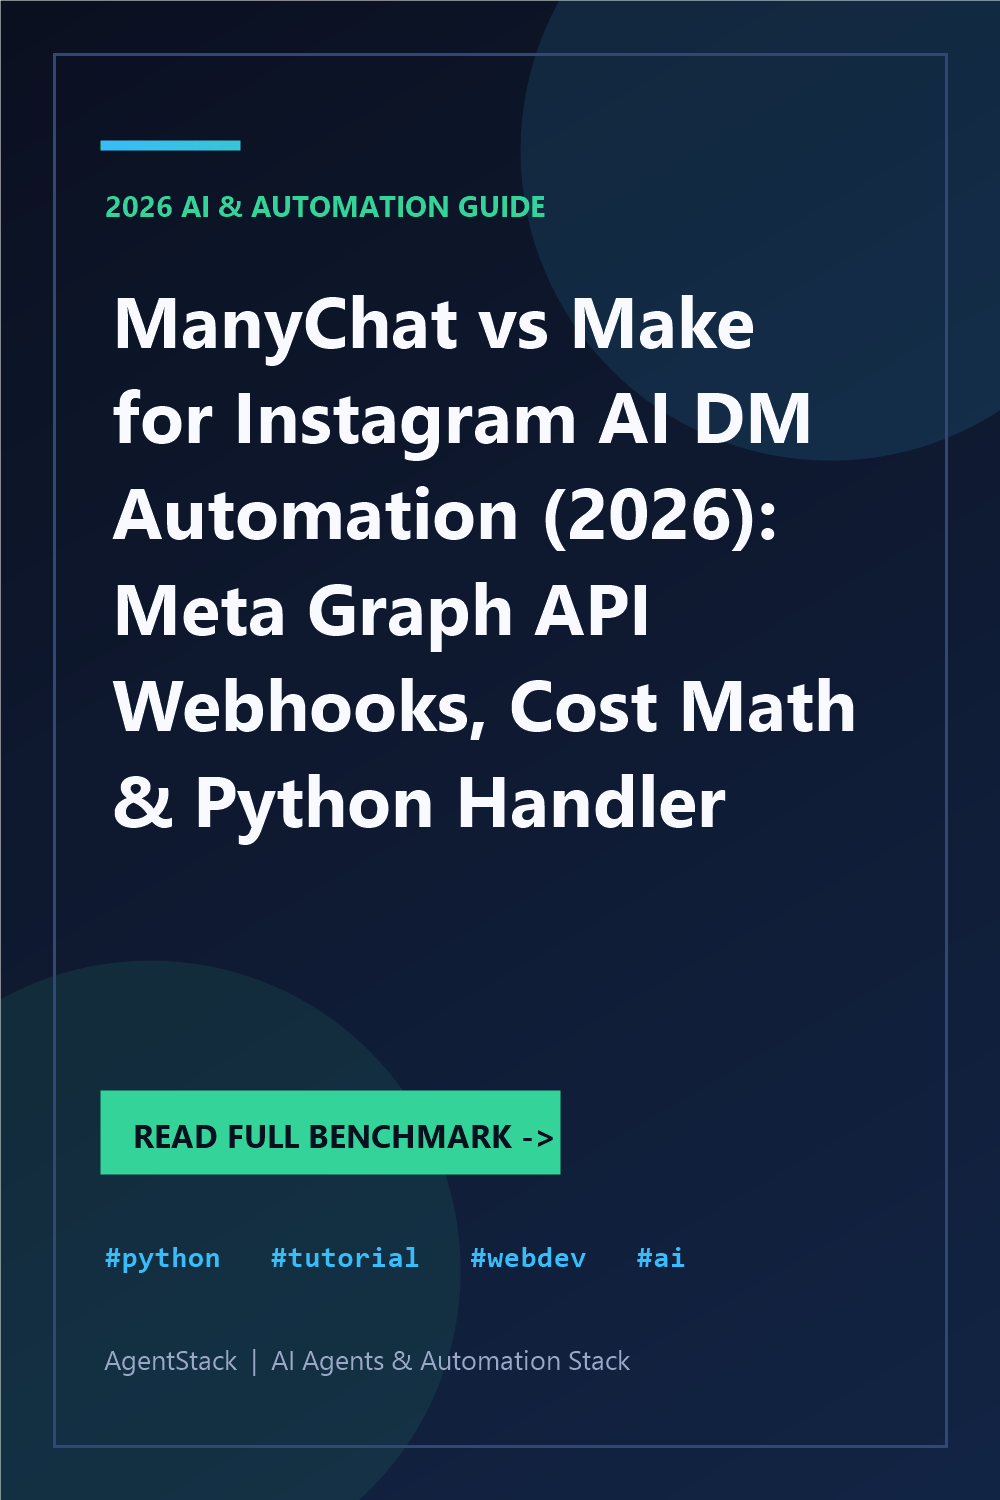 2026 AI & AUTOMATION GUIDE
ManyChat vs Make
for Instagram AI DM
Automation (2026):
Meta Graph API
Webhooks, Cost Math
& Python Handler
READ FULL BENCHMARK ->
#python #tutorial #webdev #ai
AgentStack | AI Agents & Automation Stack